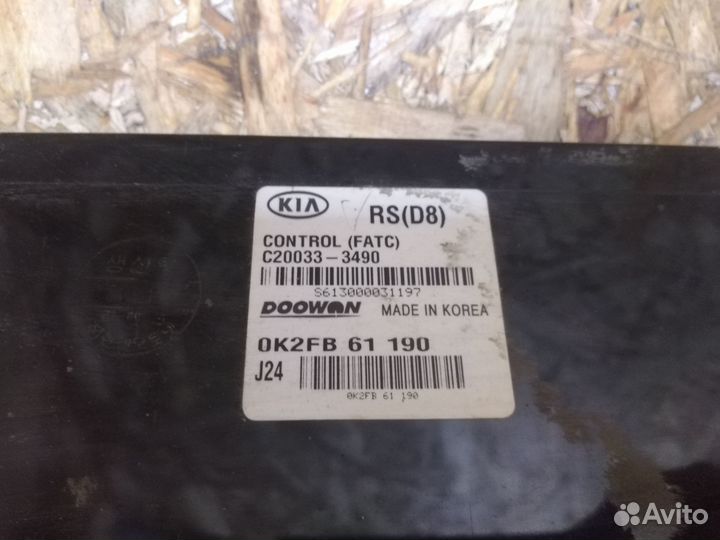 KIA
RS(D8)
CONTROL (FATC)
C20033-3490
S613000031197
DOOWON MADE IN KOREA
0K2FB 61 190
J24
0K2FB 61 190
Avito